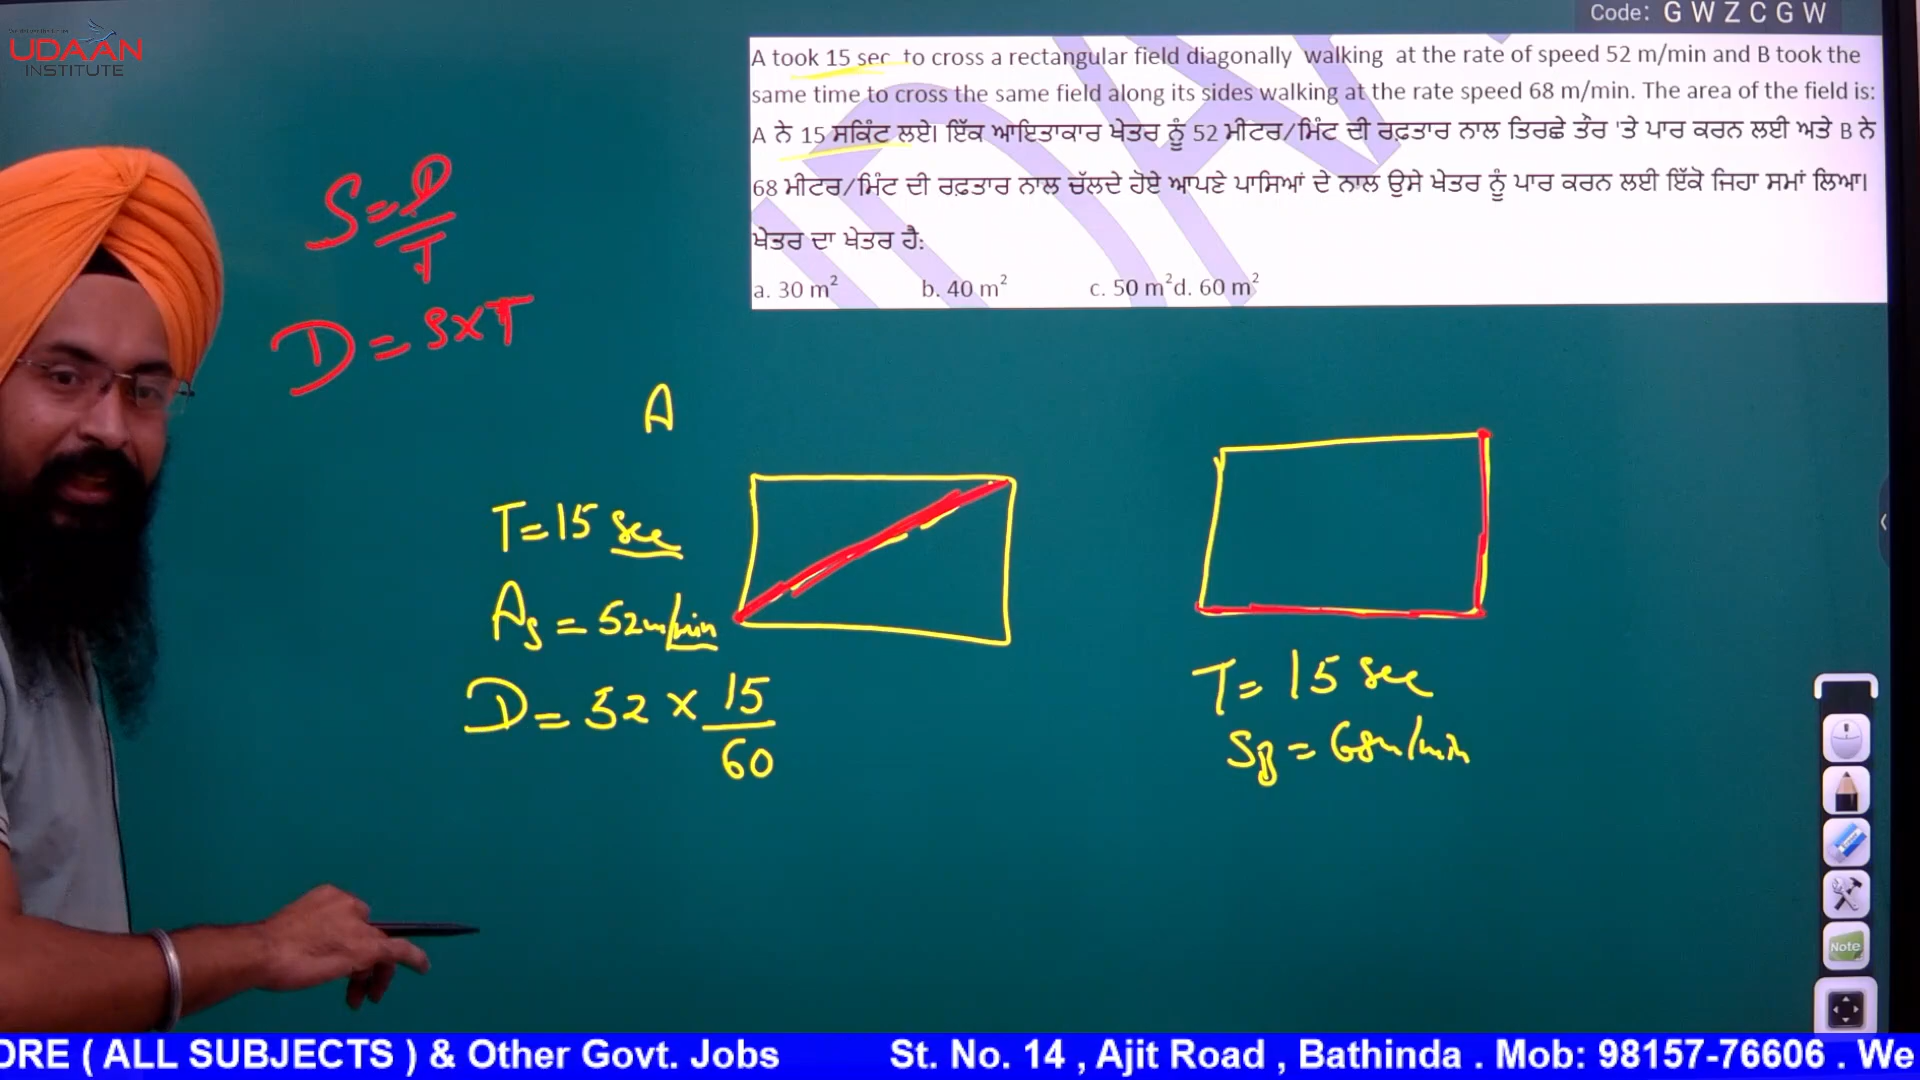 Code: G W Z C G W
UDAAN
INSTITUTE
A took 15 sec to cross a rectangular field diagonally walking at the rate of speed 52 m/min and B took the
same time to cross the same field along its sides walking at the rate speed 68 m/min. The area of the field is:
A ਨੇ 15 ਸਕਿੰਟ ਲਏ। ਇੱਕ ਆਇਤਾਕਾਰ ਖੇਤਰ ਨੂੰ 52 ਮੀਟਰ/ਮਿੰਟ ਦੀ ਰਫ਼ਤਾਰ ਨਾਲ ਤਿਰਛੇ ਤੌਰ 'ਤੇ ਪਾਰ ਕਰਨ ਲਈ ਅਤੇ B ਨੇ
68 ਮੀਟਰ/ਮਿੰਟ ਦੀ ਰਫ਼ਤਾਰ ਨਾਲ ਚੱਲਦੇ ਹੋਏ ਆਪਣੇ ਪਾਸਿਆਂ ਦੇ ਨਾਲ ਉਸੇ ਖੇਤਰ ਨੂੰ ਪਾਰ ਕਰਨ ਲਈ ਇੱਕੋ ਜਿਹਾ ਸਮਾਂ ਲਿਆ।
ਖੇਤਰ ਦਾ ਖੇਤਰ ਹੈ:
a. 30 m² b. 40 m² c. 50 m²d. 60 m²
S = D/T
D = S×T
A
T = 15 sec
A_S = 52m/min
D = 52 × 15/60
T = 15 sec
S_B = 68m/min
Note
ORE ( ALL SUBJECTS ) & Other Govt. Jobs St. No. 14 , Ajit Road , Bathinda . Mob: 98157-76606 . We